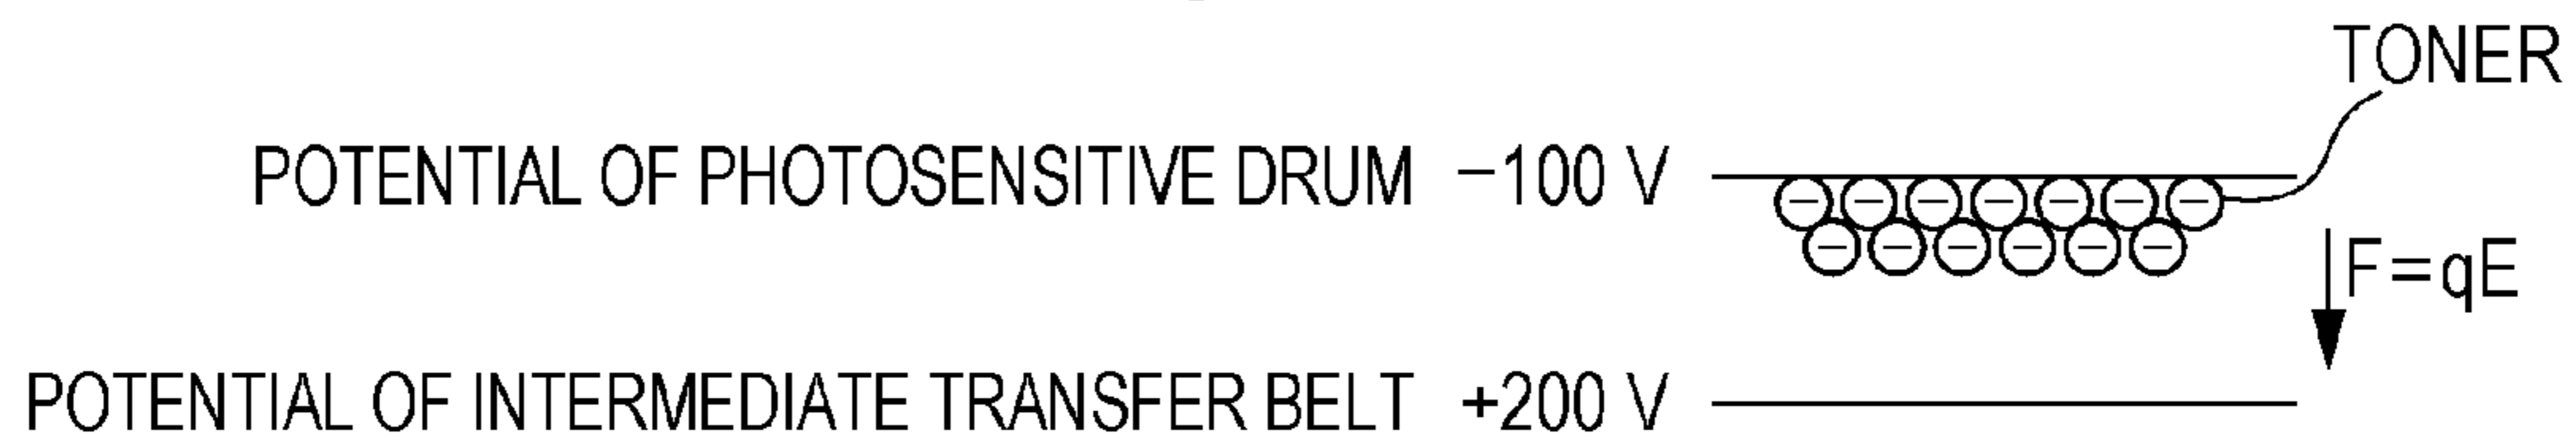 TONER
POTENTIAL OF PHOTOSENSITIVE DRUM −100 V
F=qE
POTENTIAL OF INTERMEDIATE TRANSFER BELT +200 V